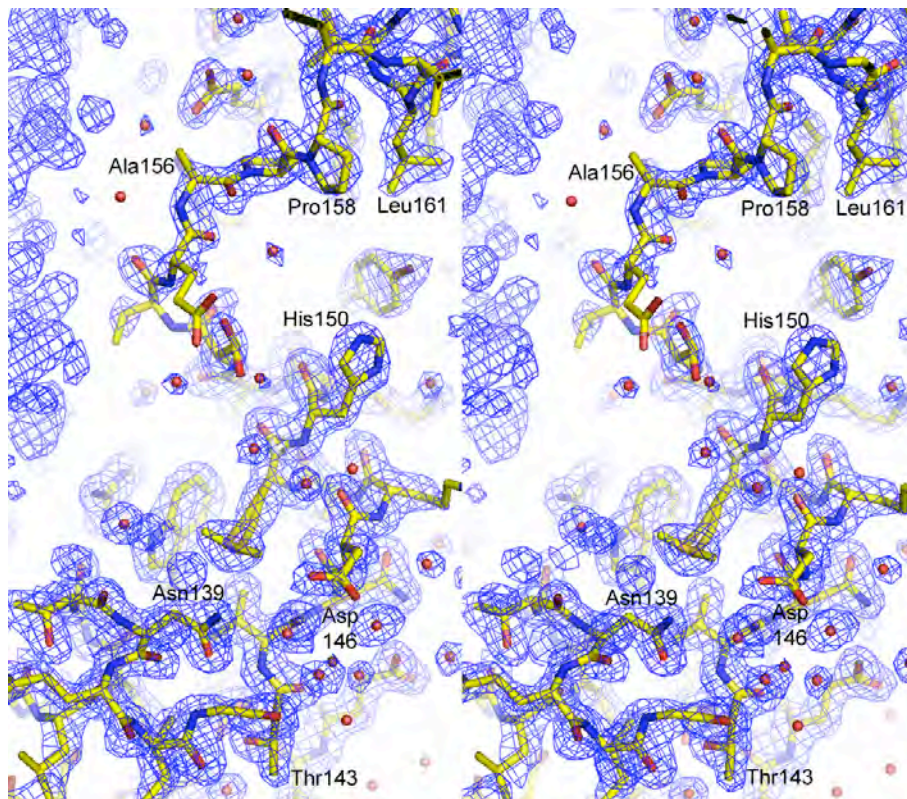 Ala156
Pro158
Leu161
His150
Asn139
Asp
146
Thr143
Ala156
Pro158
Leu161
His150
Asn139
Asp
146
Thr143